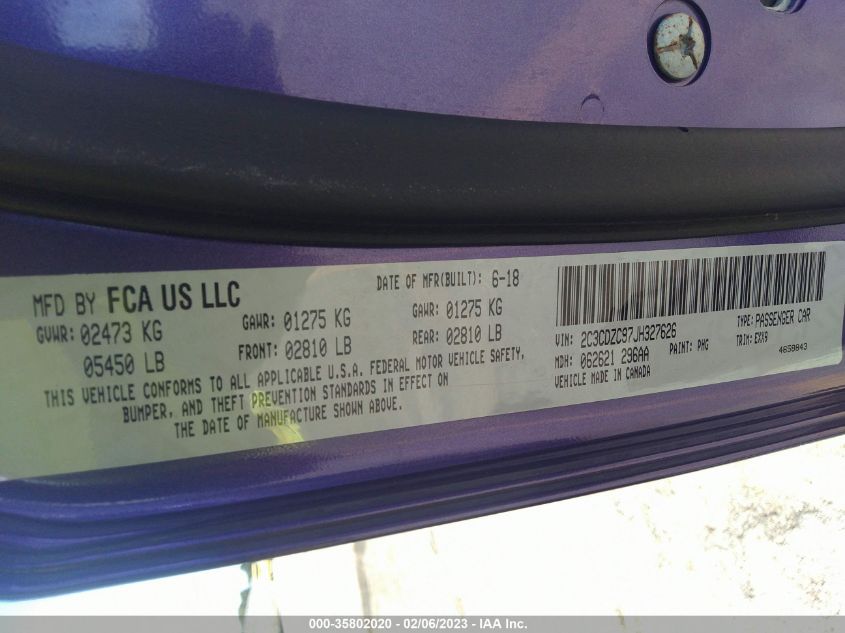 MFD BY FCA US LLC
DATE OF MFR(BUILT): 6-18
GVWR: 02473 KG
05450 LB
GAWR: 01275 KG
FRONT: 02810 LB
GAWR: 01275 KG
REAR: 02810 LB
THIS VEHICLE CONFORMS TO ALL APPLICABLE U.S.A. FEDERAL MOTOR VEHICLE SAFETY,
BUMPER, AND THEFT PREVENTION STANDARDS IN EFFECT ON
THE DATE OF MANUFACTURE SHOWN ABOVE.
VIN: 2C3CDZC97JH327626
TYPE: PASSENGER CAR
MDH: 062621 296AA
PAINT: PHG
TRIM: EXX9
VEHICLE MADE IN CANADA
4859843
000-35802020 - 02/06/2023 - IAA Inc.